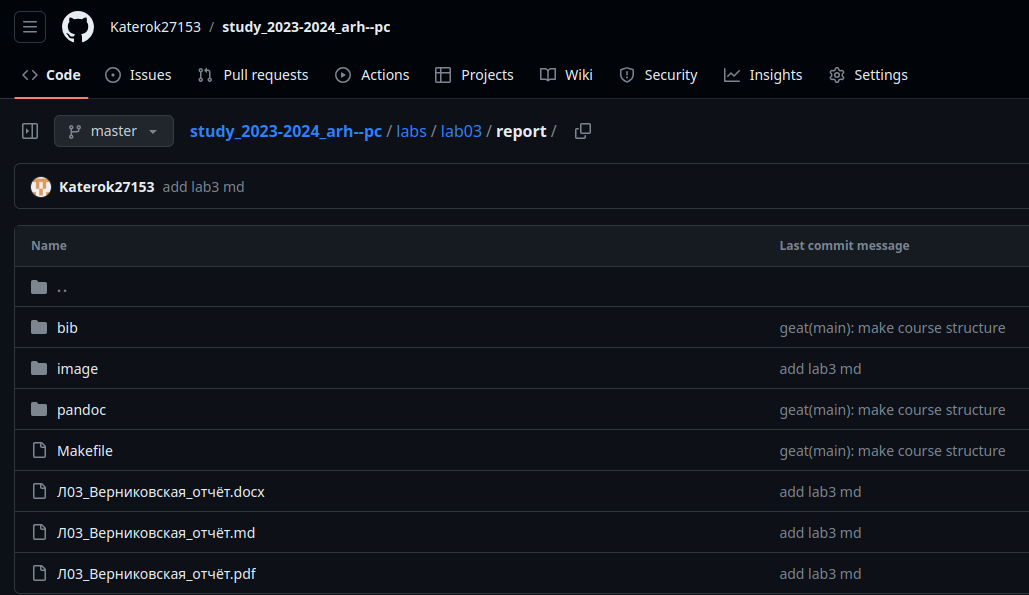 Katerok27153 / study_2023-2024_arh--pc
Code Issues Pull requests Actions Projects Wiki Security Insights Settings
master study_2023-2024_arh--pc / labs / lab03 / report /
Katerok27153 add lab3 md
Name Last commit message
..
bib geat(main): make course structure
image add lab3 md
pandoc geat(main): make course structure
Makefile geat(main): make course structure
Л03_Верниковская_отчёт.docx add lab3 md
Л03_Верниковская_отчёт.md add lab3 md
Л03_Верниковская_отчёт.pdf add lab3 md